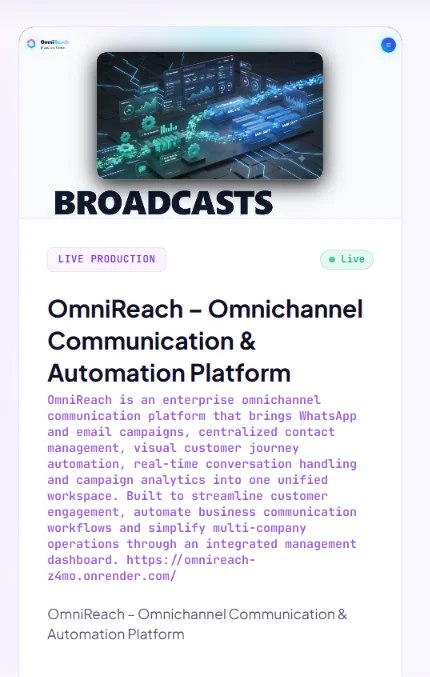 OmniReach
BROADCASTS
LIVE PRODUCTION
Live
OmniReach – Omnichannel
Communication &
Automation Platform
OmniReach is an enterprise omnichannel
communication platform that brings WhatsApp
and email campaigns, centralized contact
management, visual customer journey
automation, real-time conversation handling
and campaign analytics into one unified
workspace. Built to streamline customer
engagement, automate business communication
workflows and simplify multi-company
operations through an integrated management
dashboard. https://omnireach-
z4mo.onrender.com/
OmniReach – Omnichannel Communication &
Automation Platform